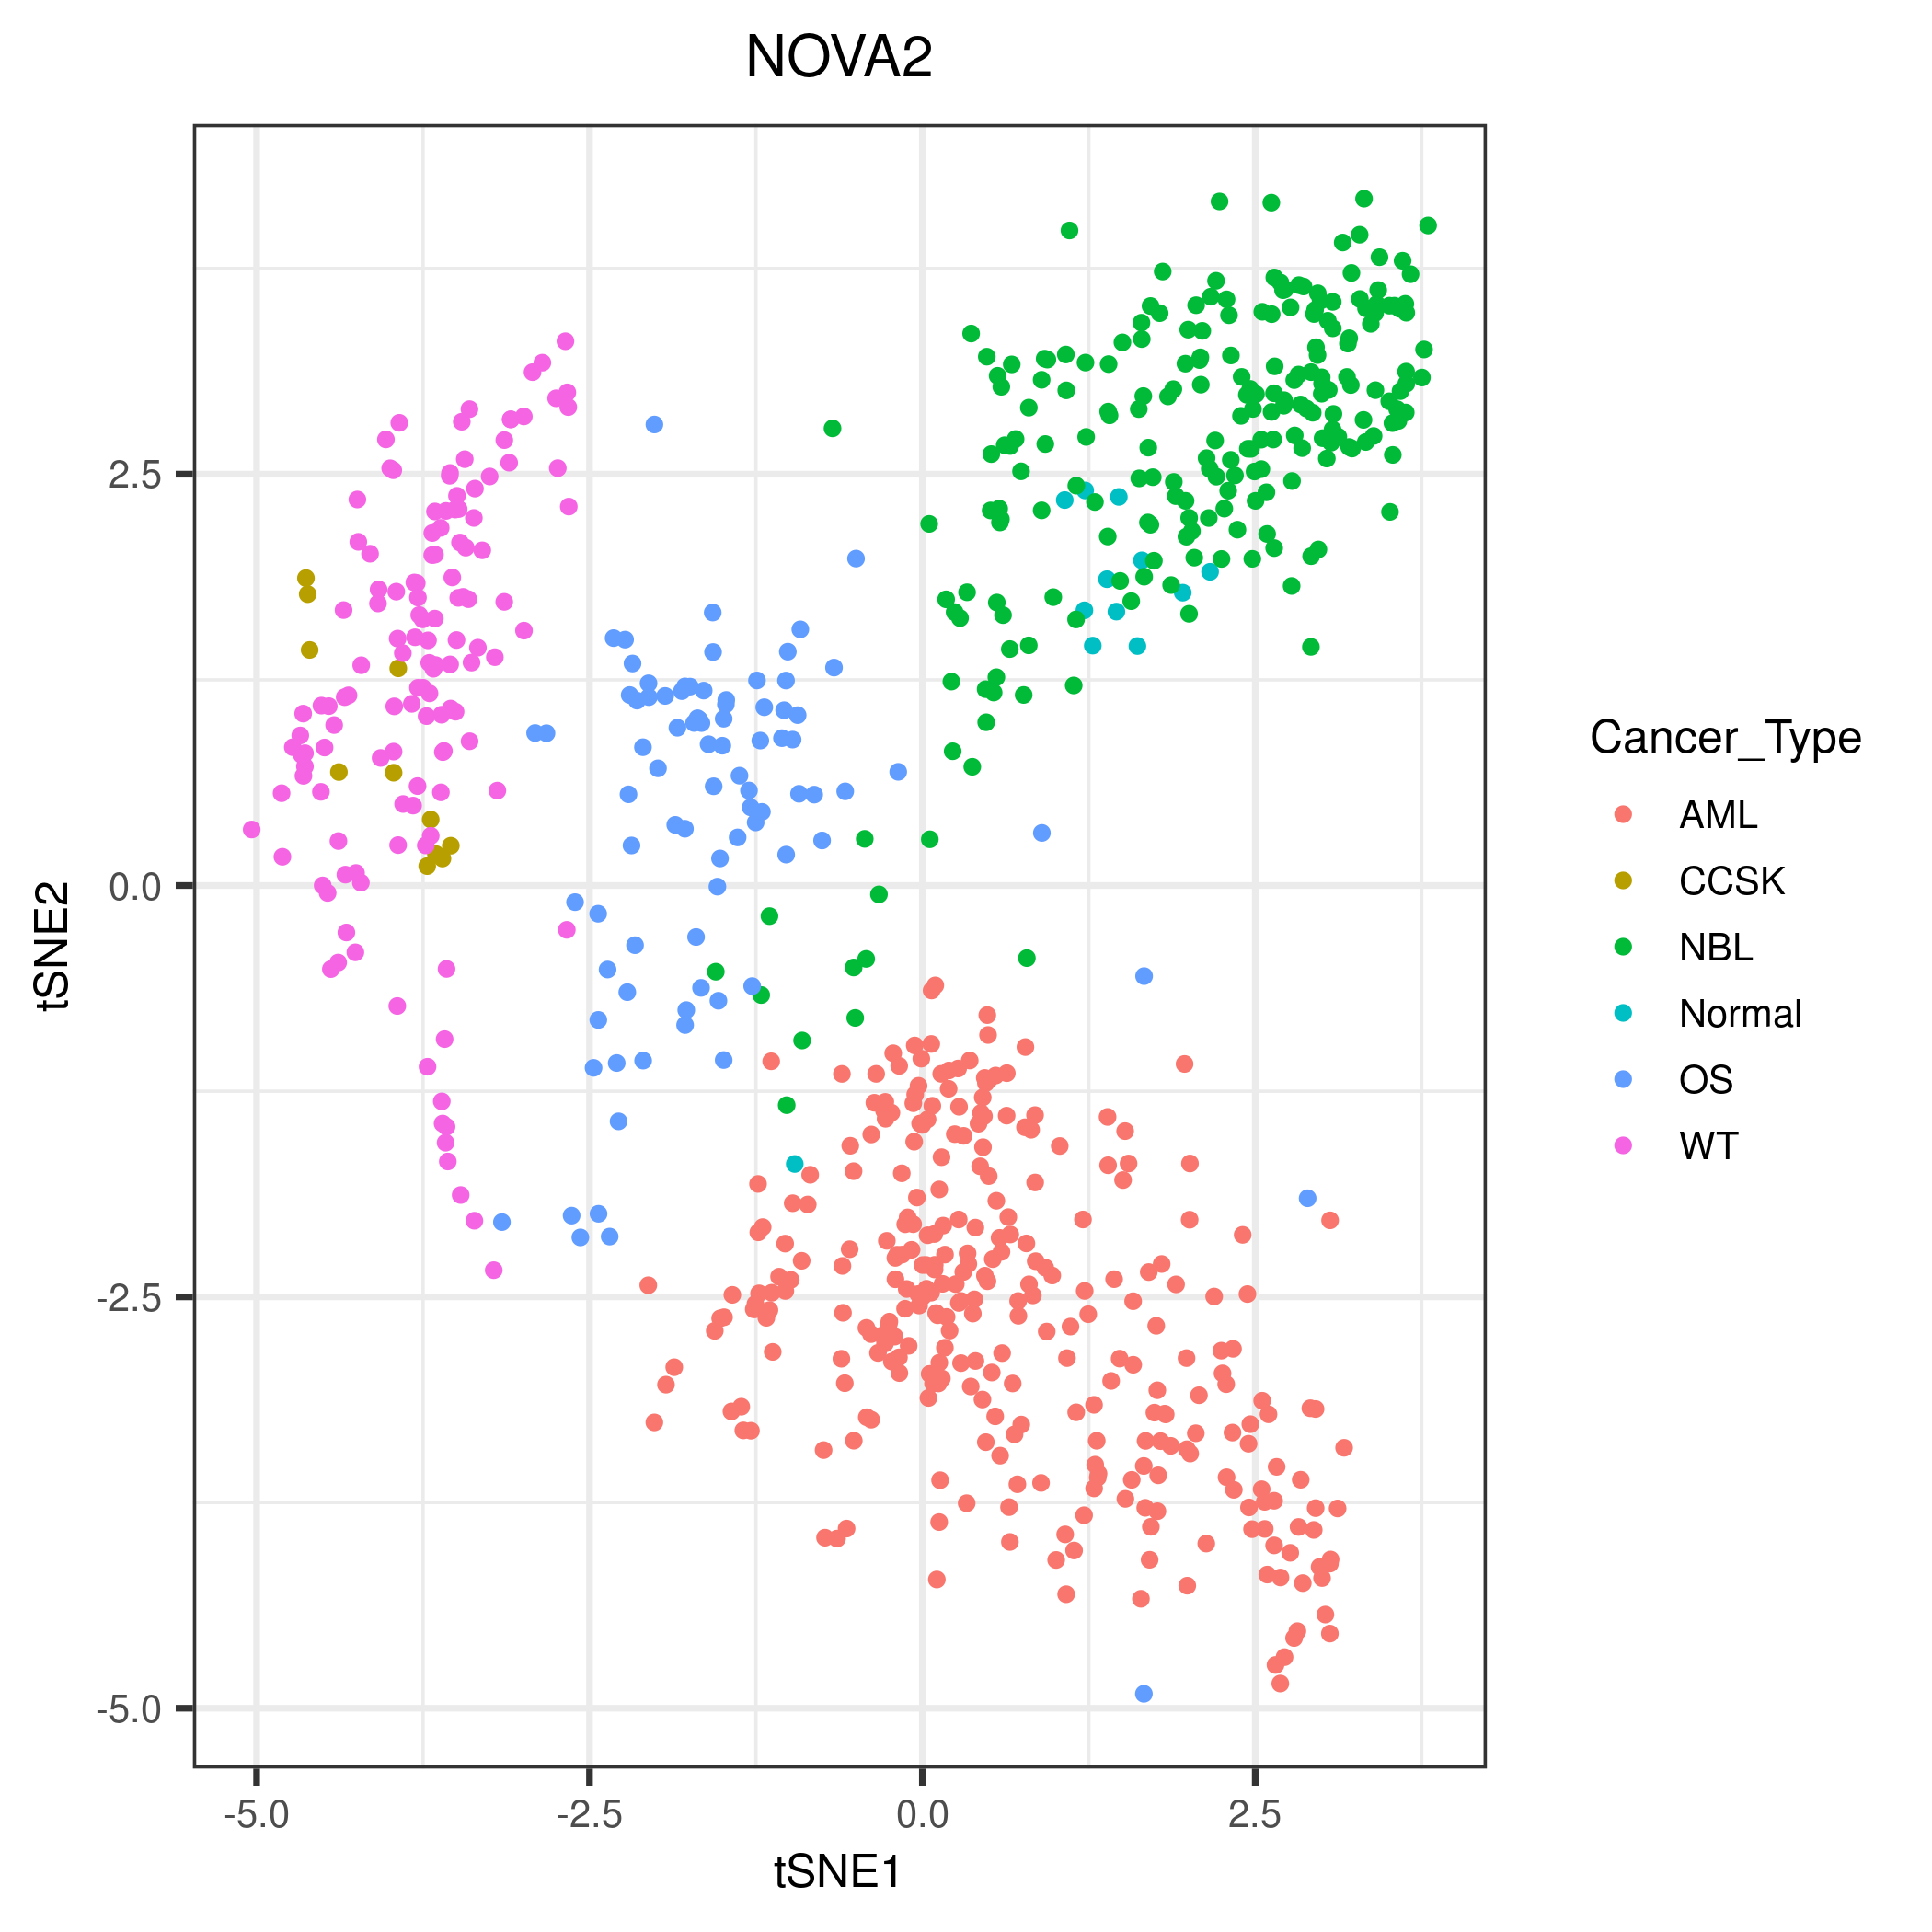 NOVA2
2.5
0.0
-2.5
-5.0
tSNE2
-5.0
-2.5
0.0
2.5
tSNE1
Cancer_Type
AML
CCSK
NBL
Normal
OS
WT